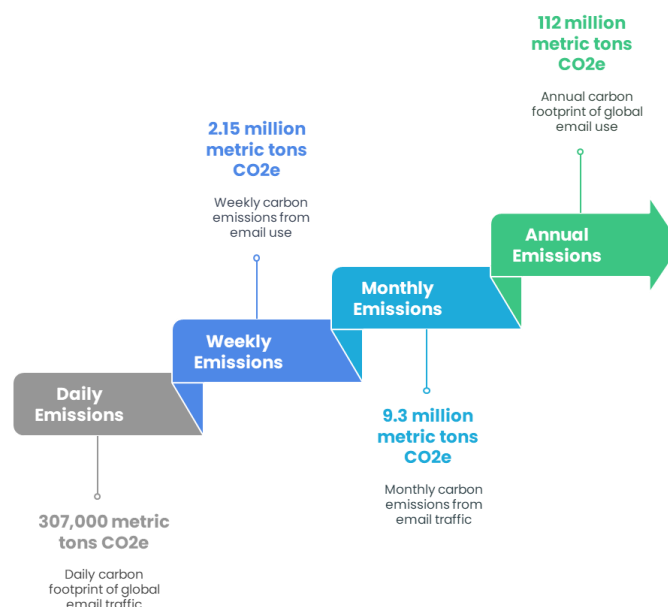 112 million
metric tons
CO2e
Annual carbon
footprint of global
email use
2.15 million
metric tons
CO2e
Weekly carbon
emissions from
email use
Annual
Emissions
Monthly
Emissions
Weekly
Emissions
Daily
Emissions
9.3 million
metric tons
CO2e
Monthly carbon
emissions from
email traffic
307,000 metric
tons CO2e
Daily carbon
footprint of global
email traffic